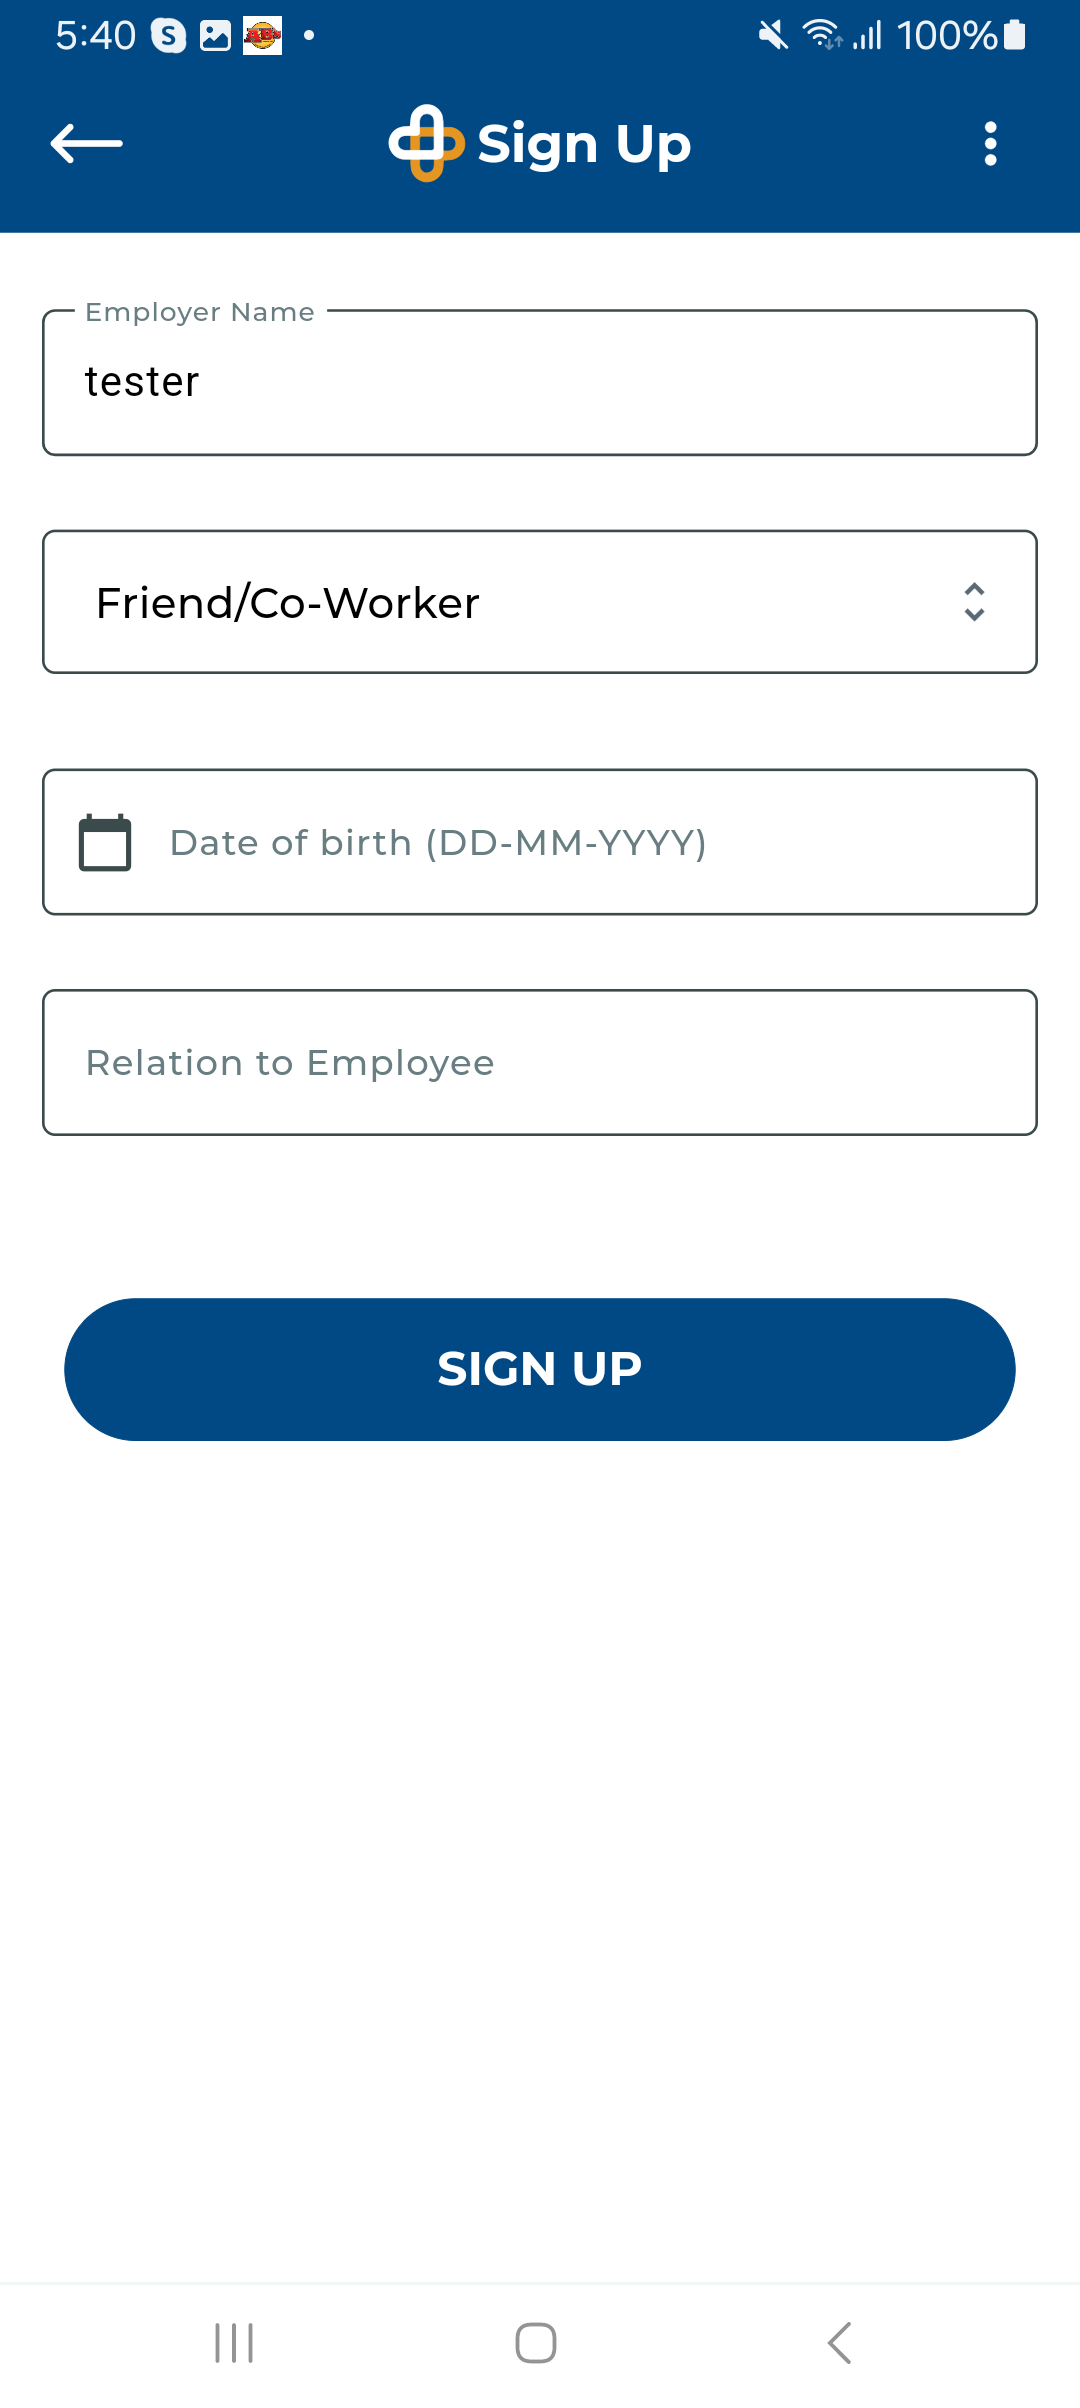 5:40 S ABs 100%
Sign Up
Employer Name
tester
Friend/Co-Worker
Date of birth (DD-MM-YYYY)
Relation to Employee
SIGN UP